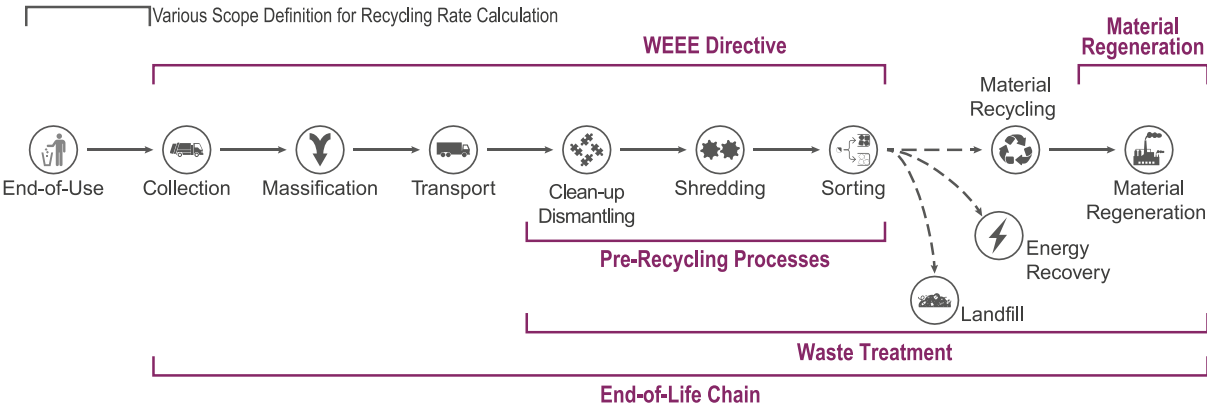 Various Scope Definition for Recycling Rate Calculation
WEEE Directive
Material
Regeneration
Material
Recycling
End-of-Use
Collection
Massification
Transport
Clean-up
Dismantling
Shredding
Sorting
Material
Regeneration
Pre-Recycling Processes
Energy
Recovery
Landfill
Waste Treatment
End-of-Life Chain